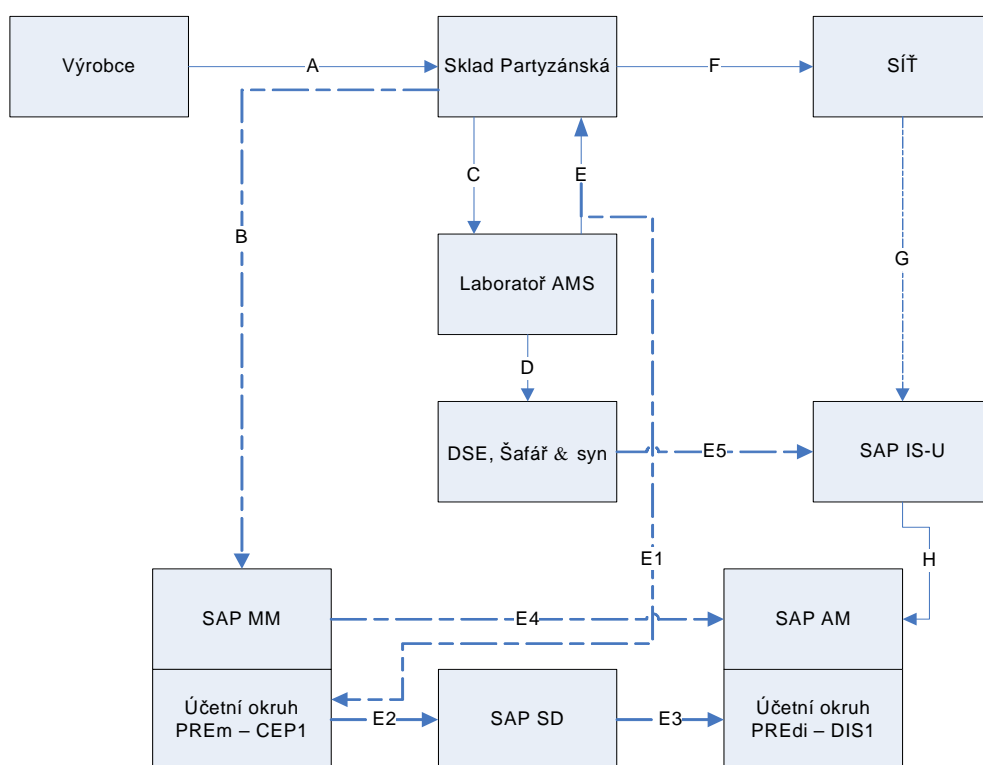 Výrobce
A
Sklad Partyzánská
F
SÍŤ
C
E
B
Laboratoř AMS
G
D
DSE, Šafář & syn
E5
SAP IS-U
E1
H
SAP MM
E4
SAP AM
Účetní okruh
PREm – CEP1
E2
SAP SD
E3
Účetní okruh
PREdi – DIS1